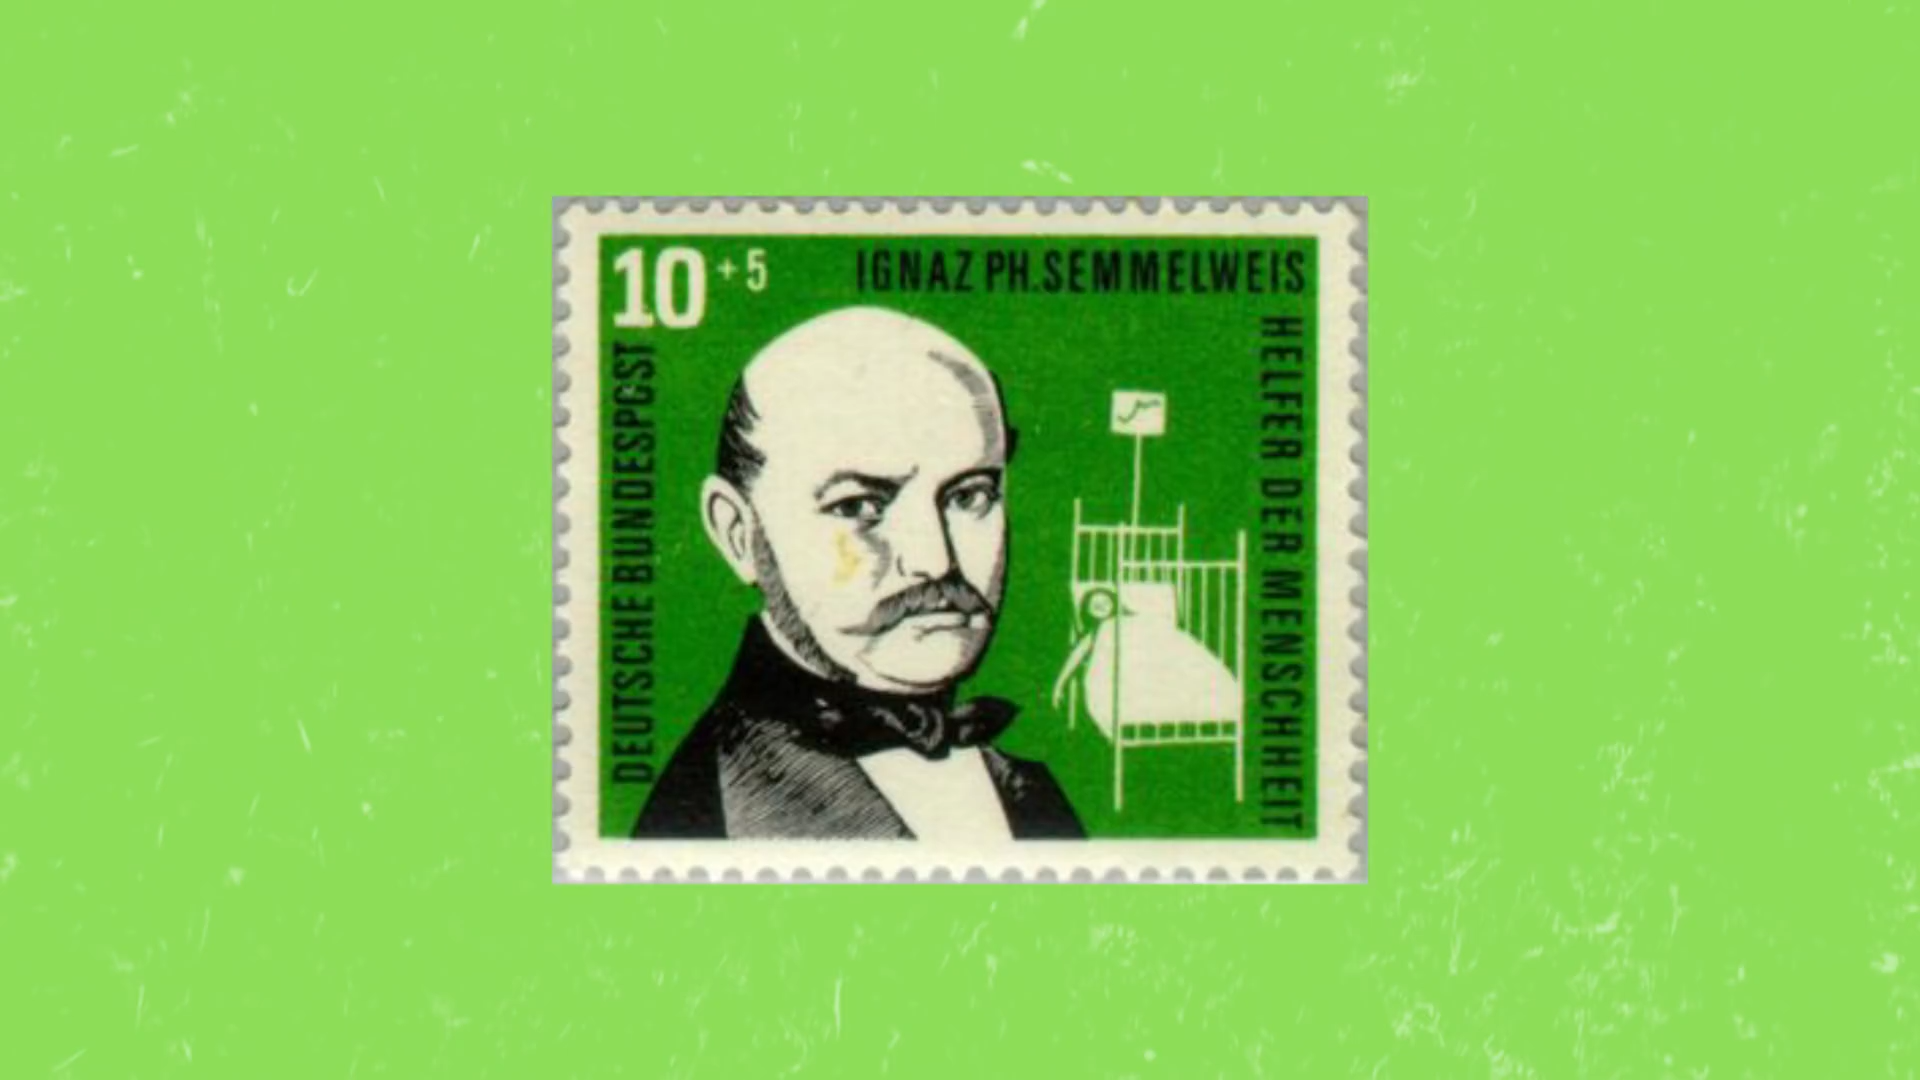 10 + 5
IGNAZ PH. SEMMELWEIS
DEUTSCHE BUNDESPOST
HELFER DER MENSCHHEIT